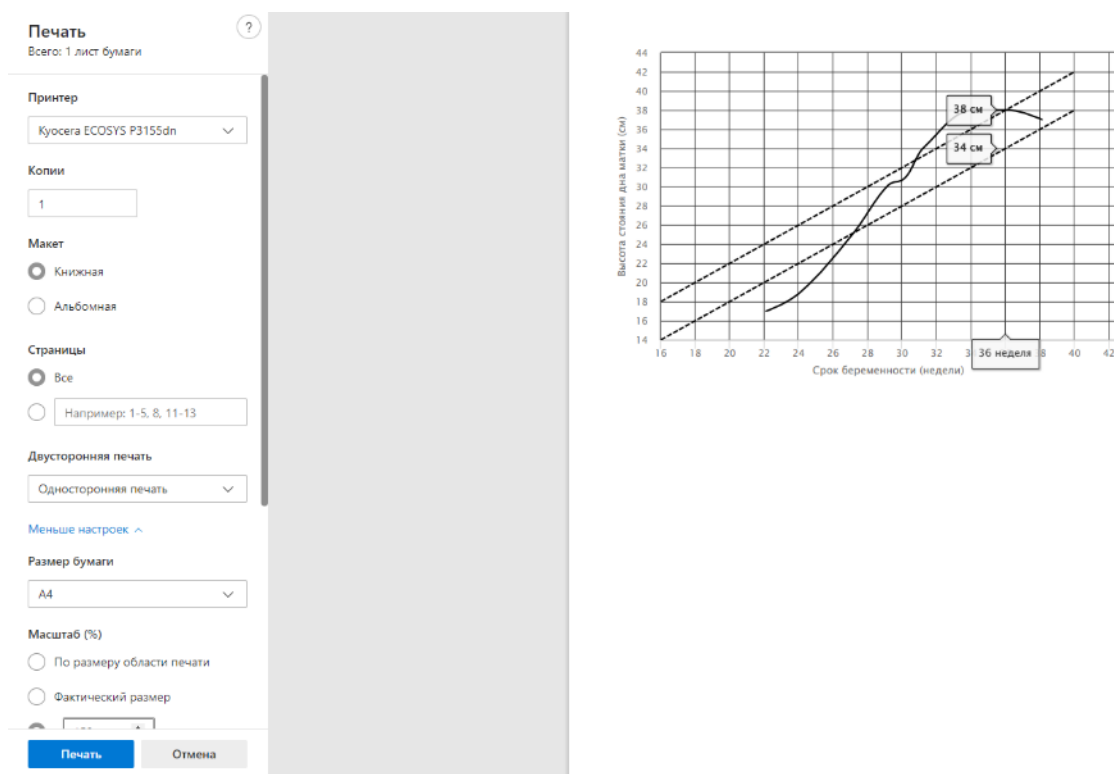 Печать
?
Всего: 1 лист бумаги
Принтер
Kyocera ECOSYS P3155dn
Копии
1
Макет
Книжная
Альбомная
Страницы
Все
Например: 1-5, 8, 11-13
Двусторонняя печать
Односторонняя печать
Меньше настроек
Размер бумаги
A4
Масштаб (%)
По размеру области печати
Фактический размер
Печать
Отмена
Высота стояния дна матки (см)
44
42
40
38
36
34
32
30
28
26
24
22
20
18
16
14
38 см
34 см
16 18 20 22 24 26 28 30 32 3 36 неделя 8 40 42
Срок беременности (недели)